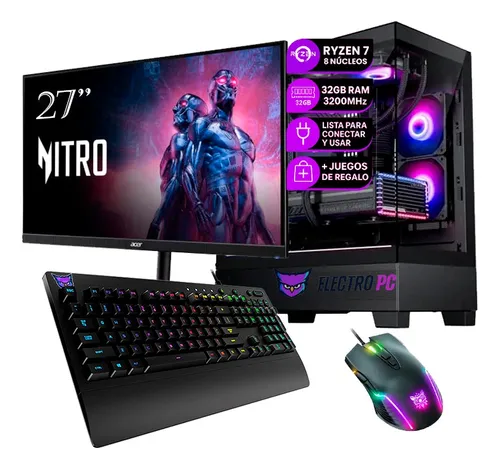 27”
NITRO
acer
RYZEN
RYZEN 7
8 NÚCLEOS
32GB
32GB RAM
3200MHz
LISTA PARA
CONECTAR
Y USAR
+ JUEGOS
DE REGALO
ELECTRO PC